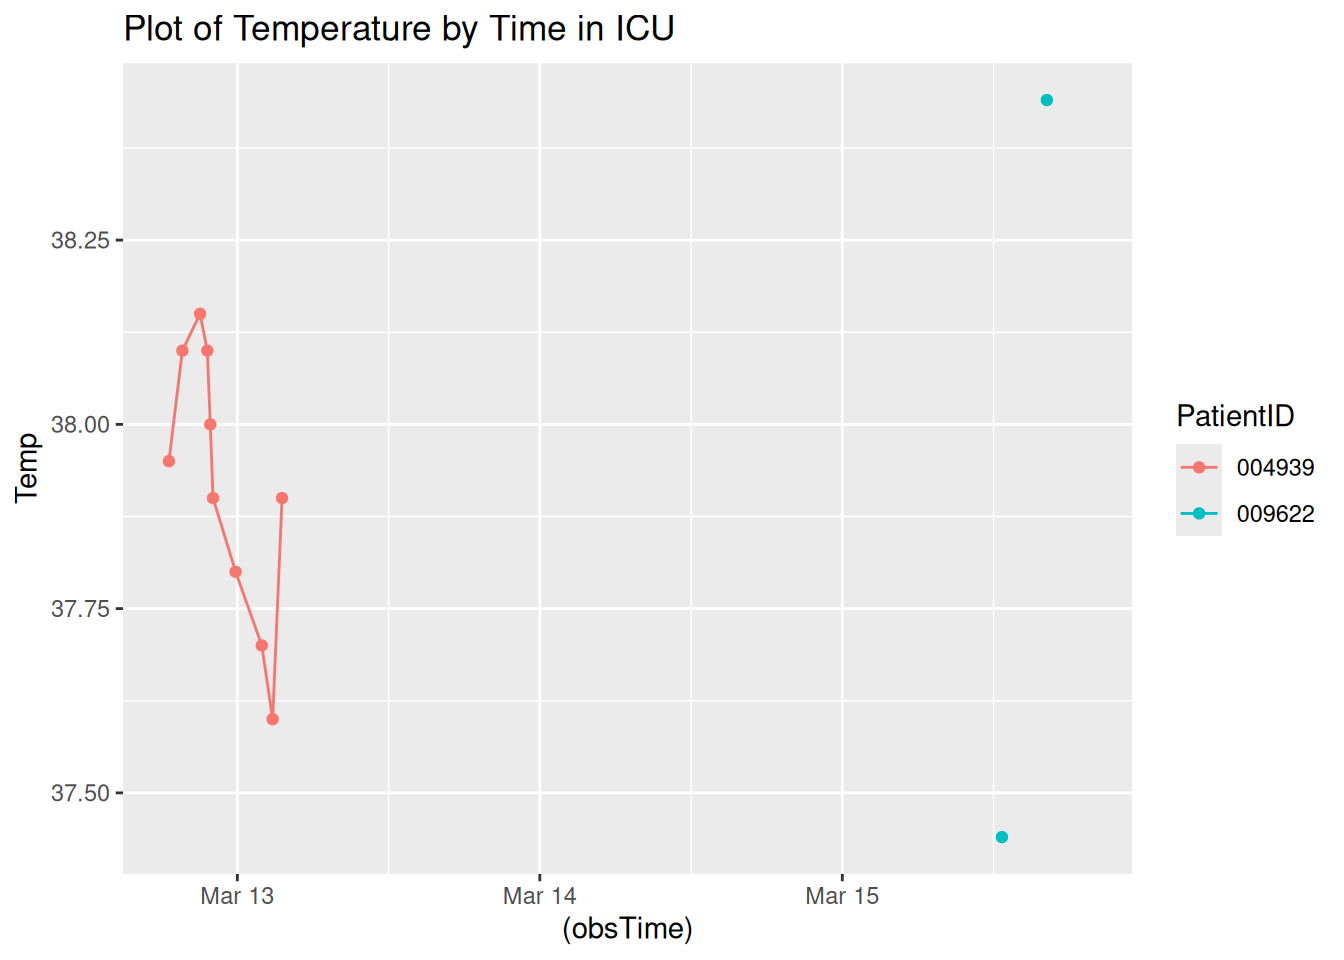 Plot of Temperature by Time in ICU
Temp
38.25
38.00
37.75
37.50
Mar 13
Mar 14
Mar 15
(obsTime)
PatientID
004939
009622